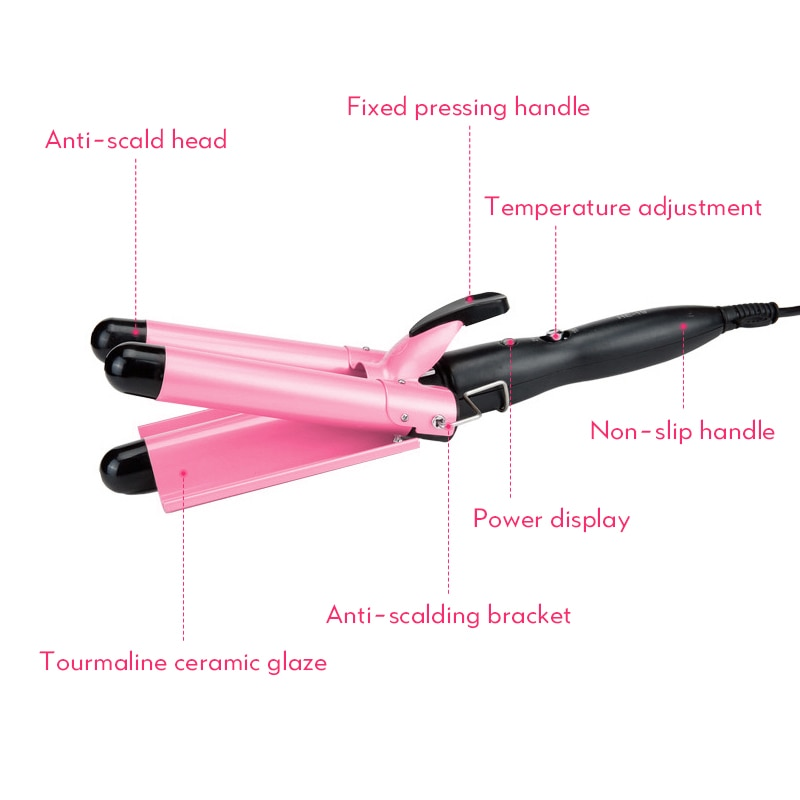 Fixed pressing handle
Anti-scald head
Temperature adjustment
Non-slip handle
Power display
Anti-scalding bracket
Tourmaline ceramic glaze